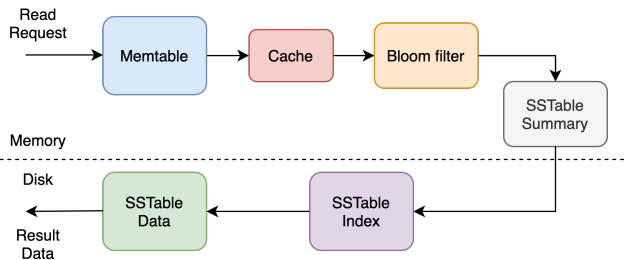 Read
Request
Memtable
Cache
Bloom filter
SSTable
Summary
Memory
Disk
SSTable
Data
SSTable
Index
Result
Data